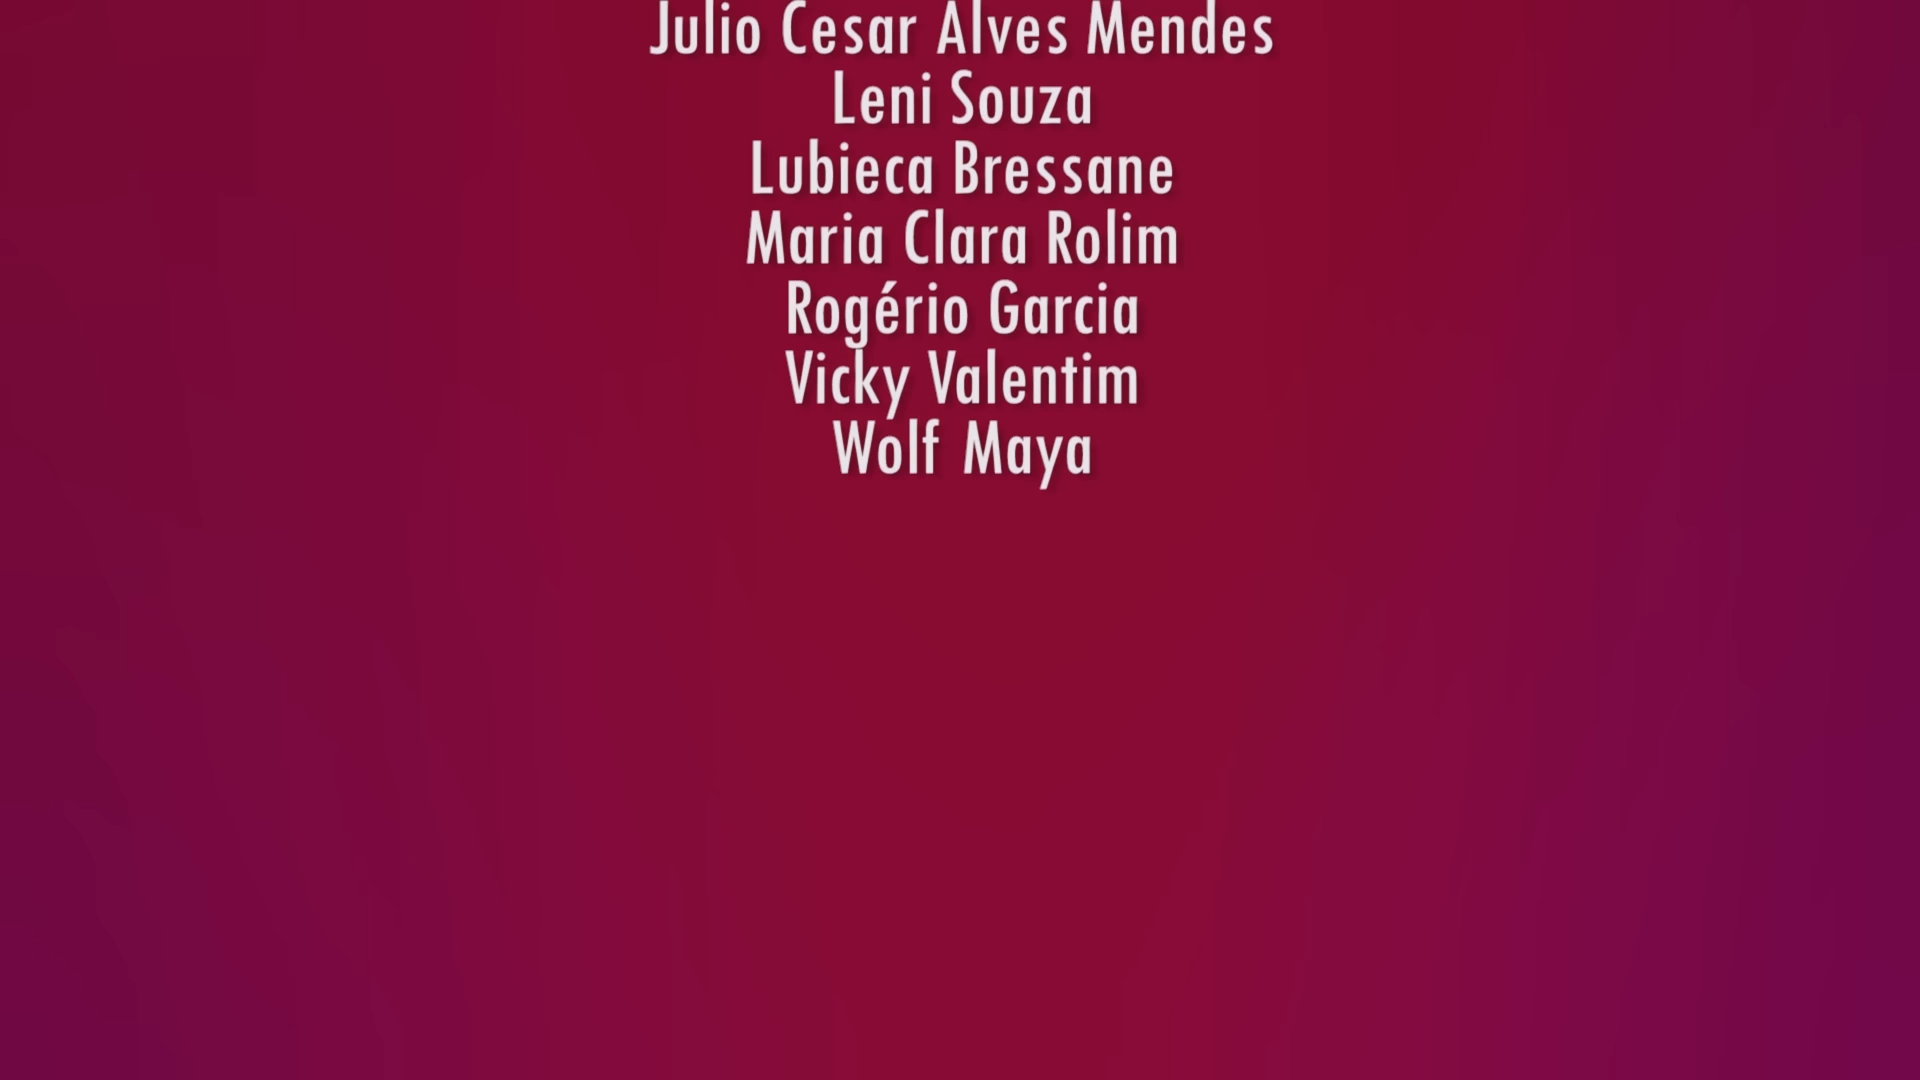 Julio Cesar Alves Mendes
Leni Souza
Lubieca Bressane
Maria Clara Rolim
Rogério Garcia
Vicky Valentim
Wolf Maya